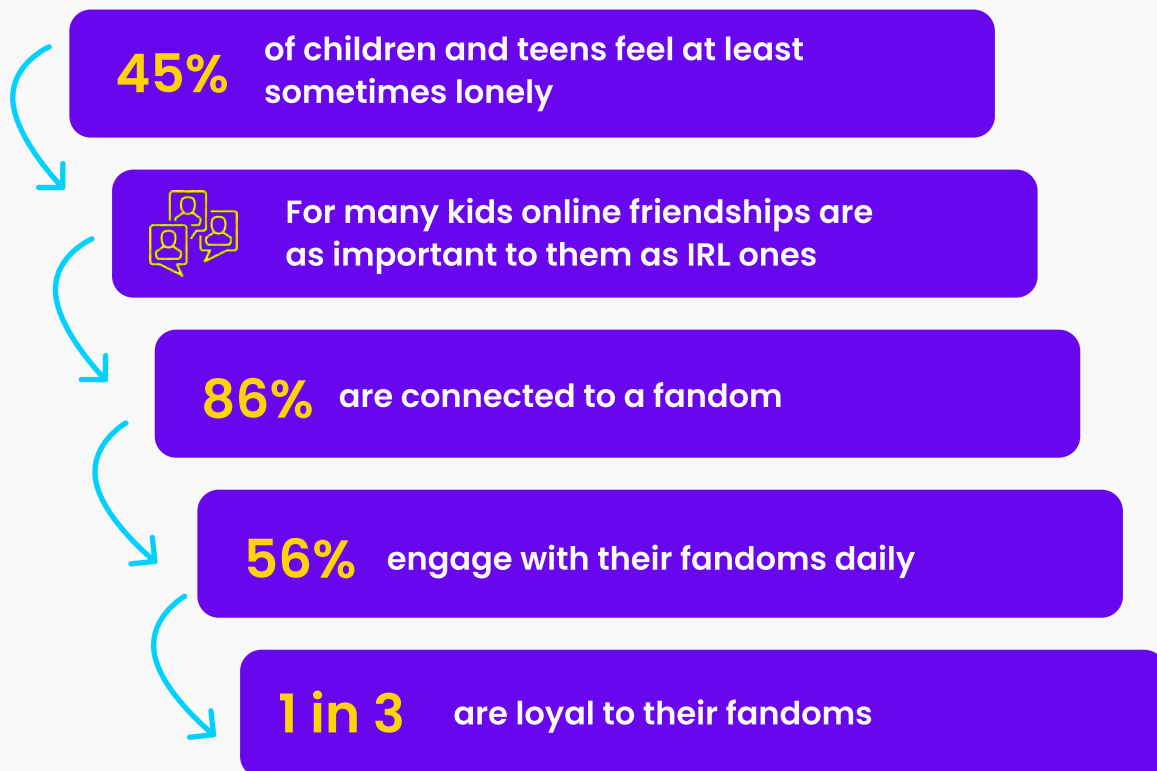 45%
of children and teens feel at least
sometimes lonely
For many kids online friendships are
as important to them as IRL ones
86%
are connected to a fandom
56%
engage with their fandoms daily
1 in 3
are loyal to their fandoms